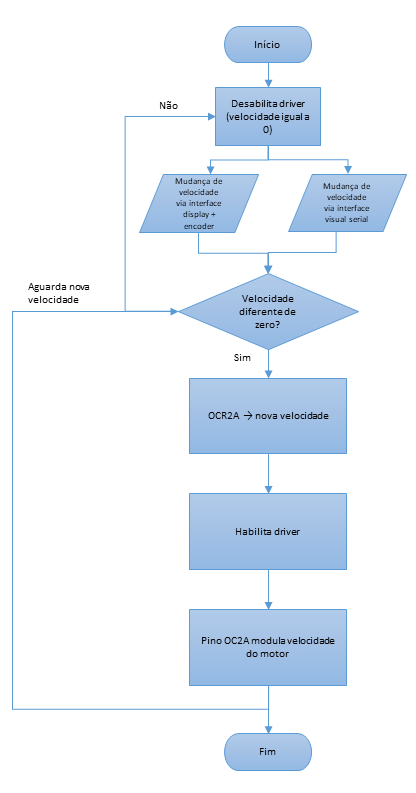 Início
Não
Desabilita driver
(velocidade igual a
0)
Mudança de
velocidade
via interface
display +
encoder
Mudança de
velocidade
via interface
visual serial
Aguarda nova
velocidade
Velocidade
diferente de
zero?
Sim
OCR2A → nova velocidade
Habilita driver
Pino OC2A modula velocidade
do motor
Fim